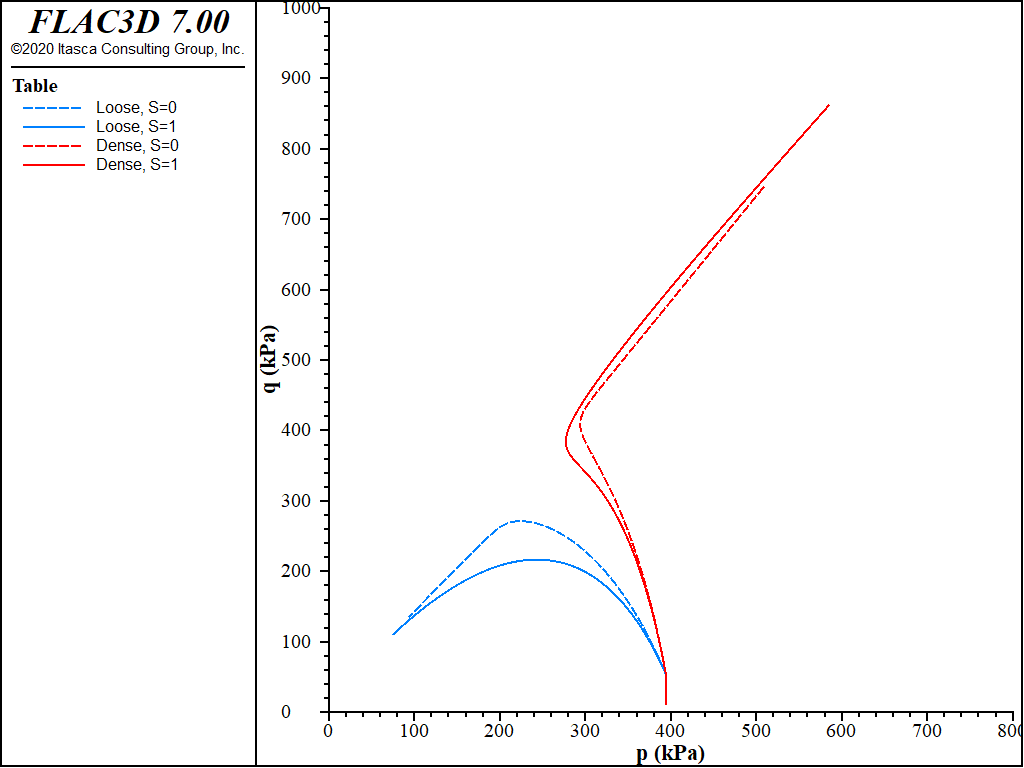 FLAC3D 7.00
©2020 Itasca Consulting Group, Inc.
Table
Loose, S=0
Loose, S=1
Dense, S=0
Dense, S=1
1000
900
800
700
600
500
400
300
200
100
0
q (kPa)
0 100 200 300 400 500 600 700 800
p (kPa)